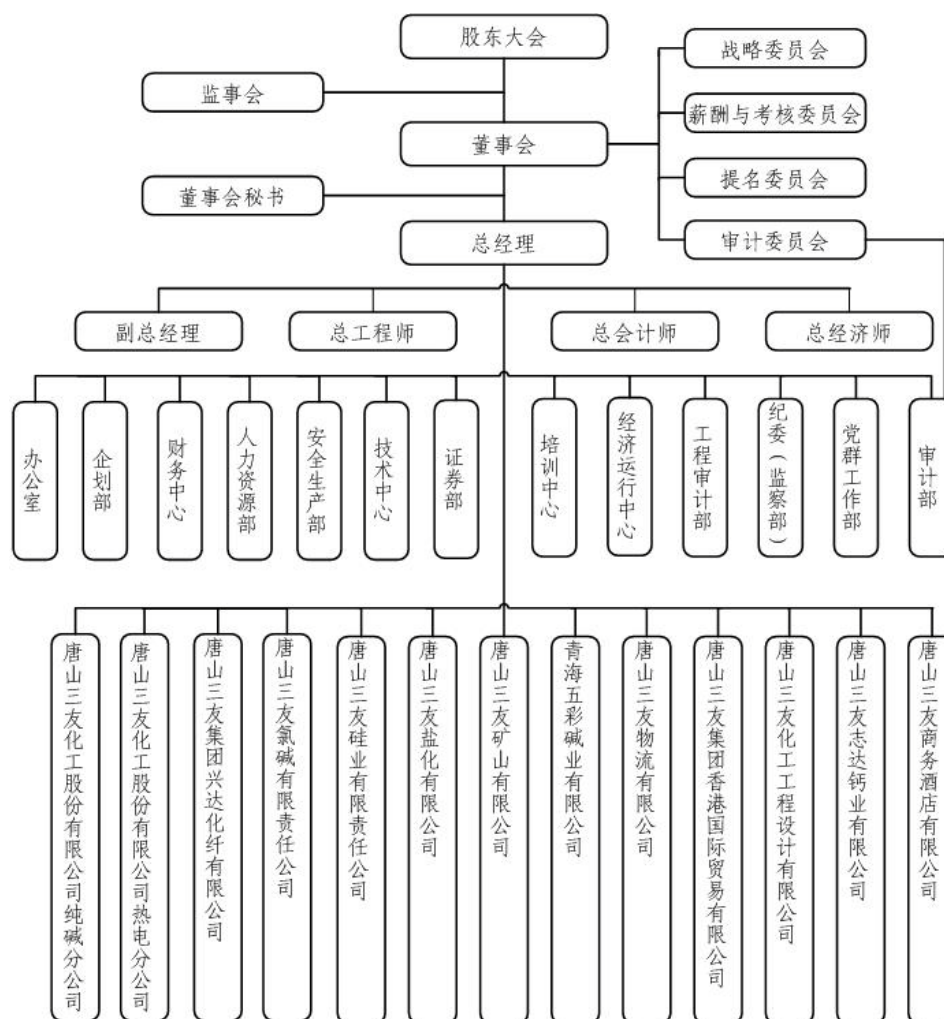 股东大会
战略委员会
监事会
薪酬与考核委员会
董事会
提名委员会
董事会秘书
审计委员会
总经理
副总经理
总工程师
总会计师
总经济师
办公室
企划部
财务中心
人力资源部
安全生产部
技术中心
证券部
培训中心
经济运行中心
工程审计部
纪委（监察部）
党群工作部
审计部
唐山三友化工股份有限公司纯碱分公司
唐山三友化工股份有限公司热电分公司
唐山三友集团兴达化纤有限公司
唐山三友氯碱有限责任公司
唐山三友硅业有限责任公司
唐山三友盐化有限公司
唐山三友矿山有限公司
青海五彩碱业有限公司
唐山三友物流有限公司
唐山三友集团香港国际贸易有限公司
唐山三友化工工程设计有限公司
唐山三友志达钙业有限公司
唐山三友商务酒店有限公司